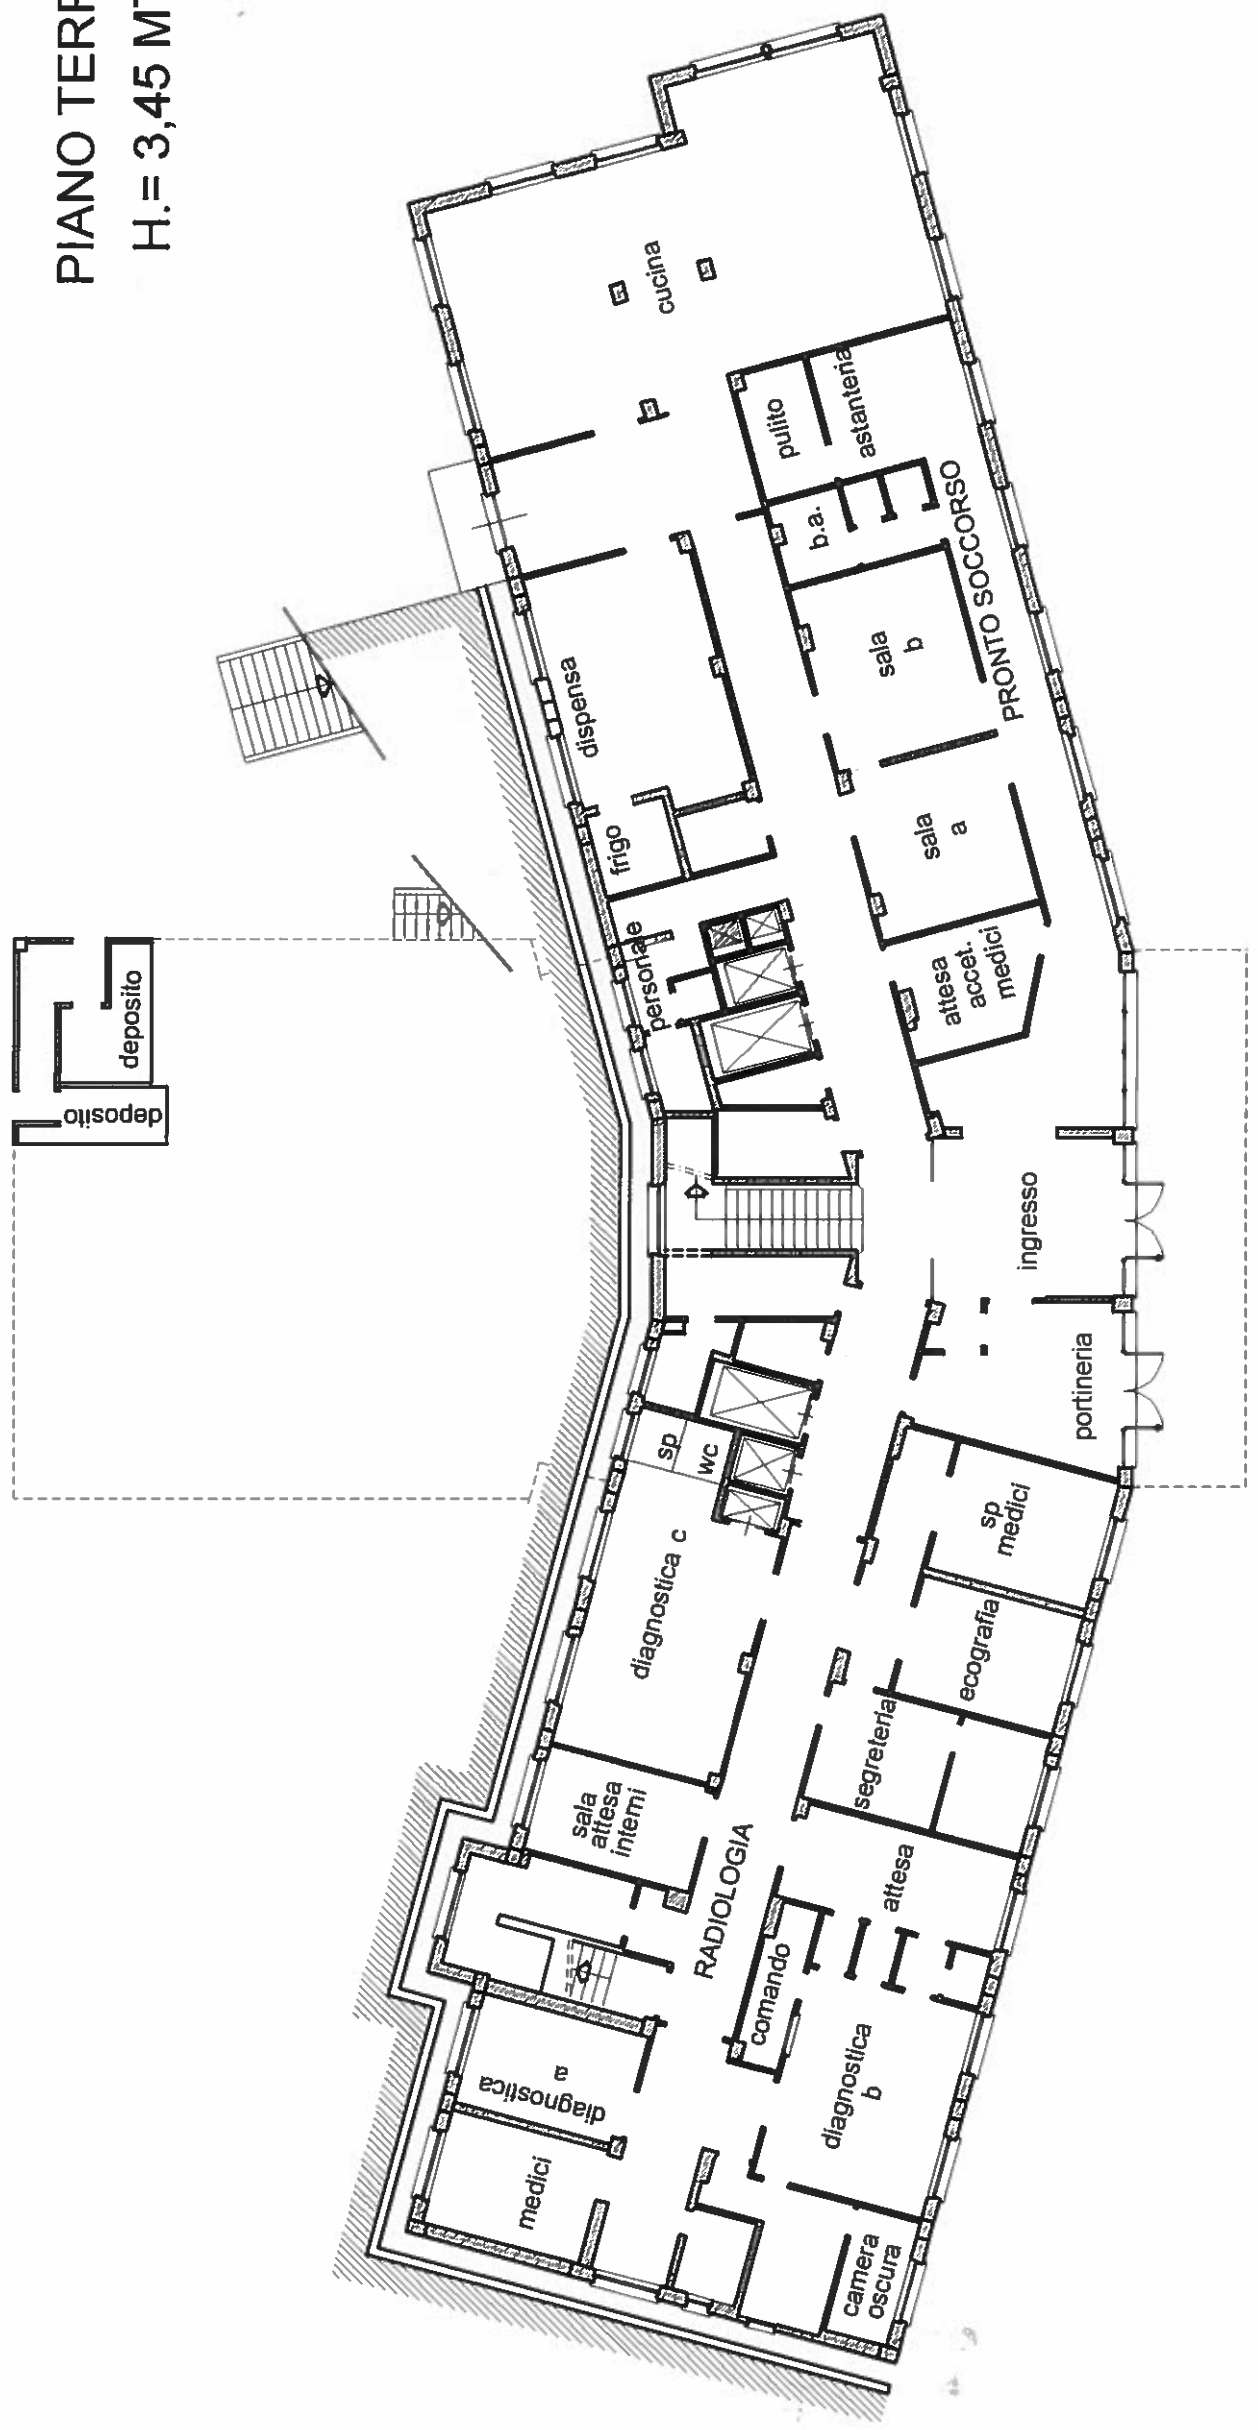 PIANO TERR
H.= 3,45 MT
deposito
deposito
cucina
pulito
astanteria
b.a.
sala
b
PRONTO SOCCORSO
dispensa
frigo
sala
a
personale
attesa
accet.
medici
ingresso
portineria
sp
wc
diagnostica c
sp
medici
ecografia
segreteria
sala
attesa
interni
RADIOLOGIA
attesa
comando
diagnostica
a
diagnostica
b
medici
camera
oscura